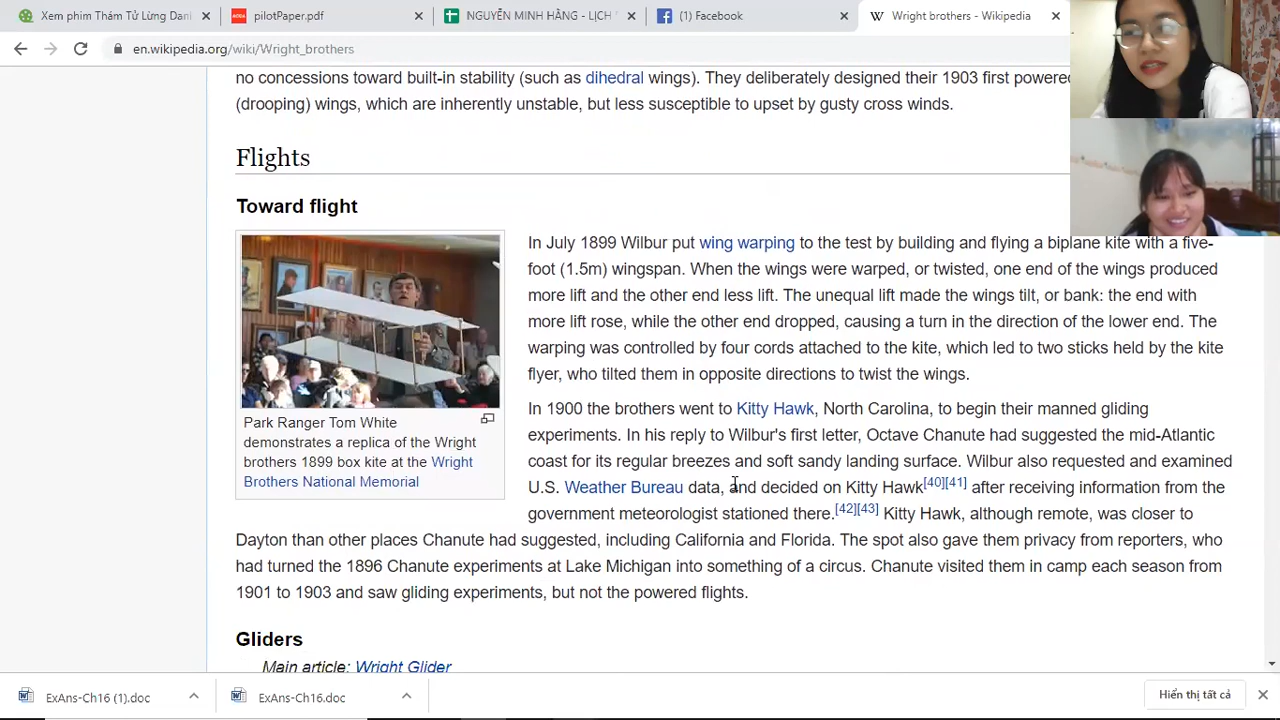 Xem phim Thám Tử Lừng Dan
pilotPaper.pdf
NGUYỄN MINH HẰNG - LỊCH
(1) Facebook
Wright brothers - Wikipedia
en.wikipedia.org/wiki/Wright_brothers
no concessions toward built-in stability (such as dihedral wings). They deliberately designed their 1903 first powered
(drooping) wings, which are inherently unstable, but less susceptible to upset by gusty cross winds.
Flights
Toward flight
In July 1899 Wilbur put wing warping to the test by building and flying a biplane kite with a five-
foot (1.5m) wingspan. When the wings were warped, or twisted, one end of the wings produced
more lift and the other end less lift. The unequal lift made the wings tilt, or bank: the end with
more lift rose, while the other end dropped, causing a turn in the direction of the lower end. The
warping was controlled by four cords attached to the kite, which led to two sticks held by the kite
flyer, who tilted them in opposite directions to twist the wings.
Park Ranger Tom White
demonstrates a replica of the Wright
brothers 1899 box kite at the Wright
Brothers National Memorial
In 1900 the brothers went to Kitty Hawk, North Carolina, to begin their manned gliding
experiments. In his reply to Wilbur's first letter, Octave Chanute had suggested the mid-Atlantic
coast for its regular breezes and soft sandy landing surface. Wilbur also requested and examined
U.S. Weather Bureau data, and decided on Kitty Hawk[40][41] after receiving information from the
government meteorologist stationed there.[42][43] Kitty Hawk, although remote, was closer to
Dayton than other places Chanute had suggested, including California and Florida. The spot also gave them privacy from reporters, who
had turned the 1896 Chanute experiments at Lake Michigan into something of a circus. Chanute visited them in camp each season from
1901 to 1903 and saw gliding experiments, but not the powered flights.
Gliders
Main article: Wright Glider
ExAns-Ch16 (1).doc
ExAns-Ch16.doc
Hiển thị tất cả